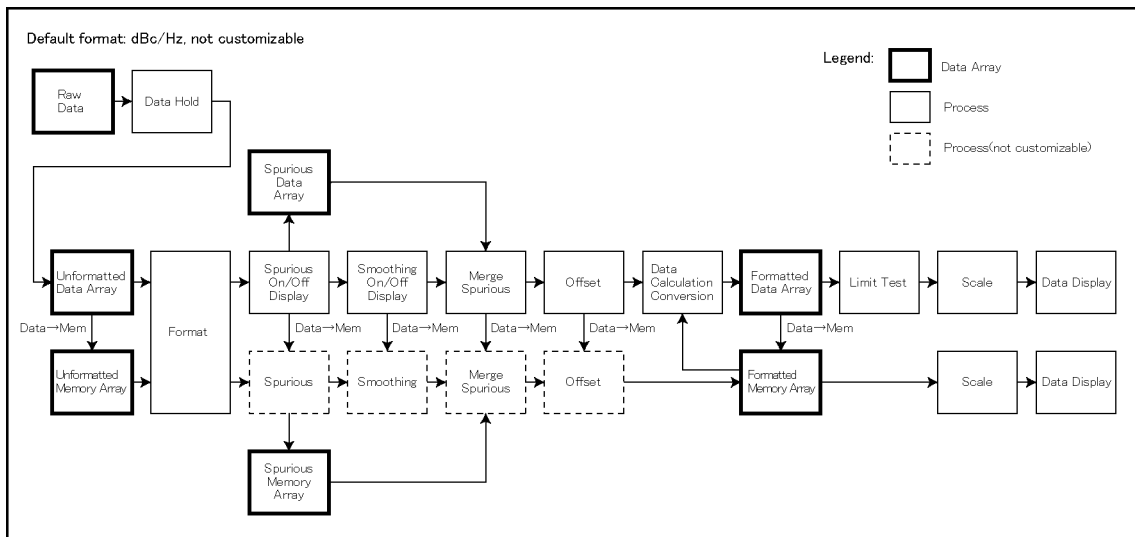 Default format: dBc/Hz, not customizable
Legend:
Data Array
Process
Process(not customizable)
Raw
Data
Data Hold
Spurious
Data
Array
Unformatted
Data Array
Format
Spurious
On/Off
Display
Smoothing
On/Off
Display
Merge
Spurious
Offset
Data
Calculation
Conversion
Formatted
Data Array
Limit Test
Scale
Data Display
Data→Mem
Data→Mem
Data→Mem
Data→Mem
Data→Mem
Data→Mem
Unformatted
Memory Array
Spurious
Smoothing
Merge
Spurious
Offset
Formatted
Memory Array
Scale
Data Display
Spurious
Memory
Array